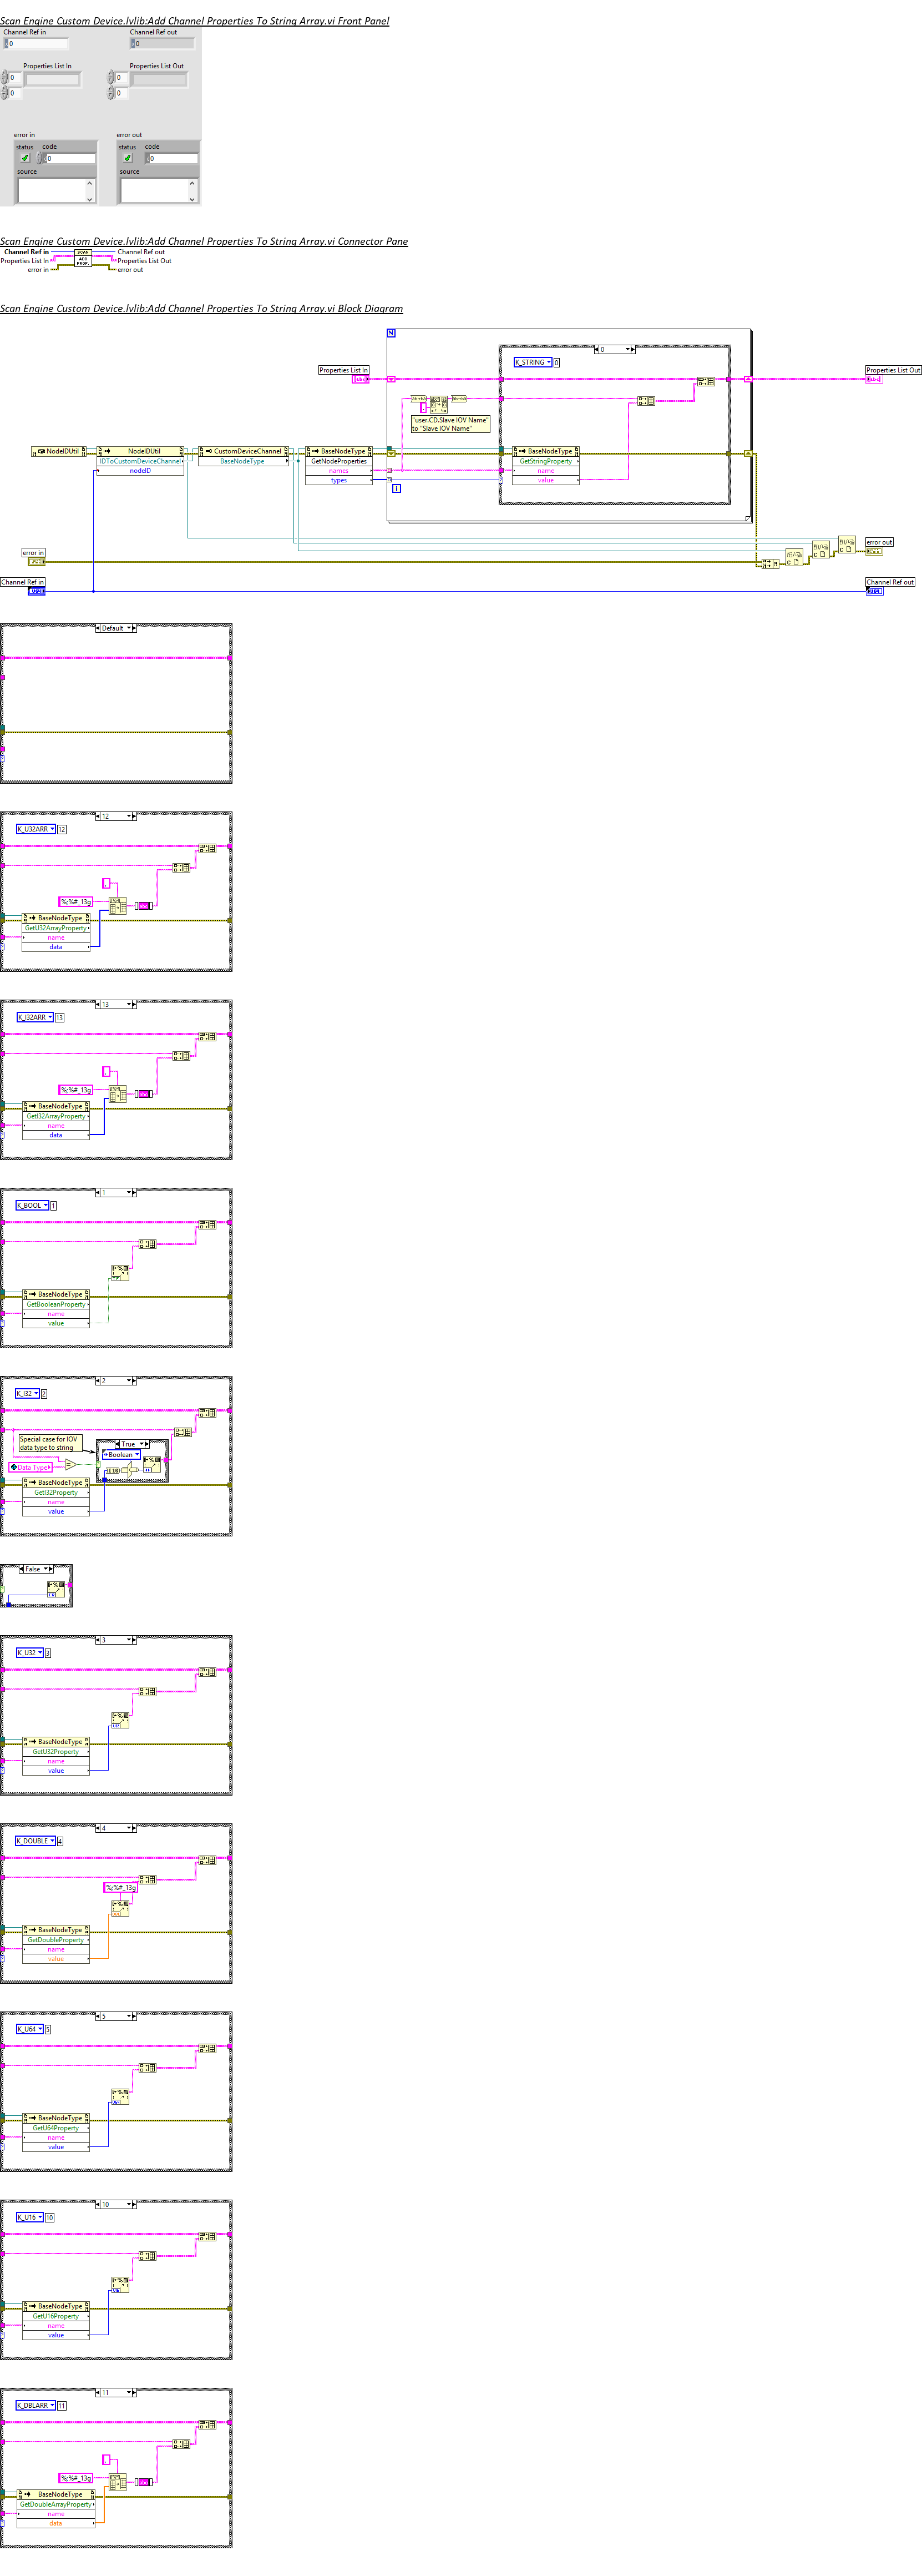 Scan Engine Custom Device.lvlib:Add Channel Properties To String Array.vi Front Panel
Channel Ref in
Channel Ref out
0
0
Properties List In
Properties List Out
0
0
0
0
error in
error out
status
code
status
code
0
0
source
source
Scan Engine Custom Device.lvlib:Add Channel Properties To String Array.vi Connector Pane
Channel Ref in
Channel Ref out
Properties List In
Properties List Out
error in
error out
SCAN
ADD
PROP.
Scan Engine Custom Device.lvlib:Add Channel Properties To String Array.vi Block Diagram
N
0
K_STRING
0
Properties List In
Properties List Out
"user.CD.Slave IOV Name"
to "Slave IOV Name"
NodeIDUtil
NodeIDUtil
IDToCustomDeviceChannel
nodeID
CustomDeviceChannel
BaseNodeType
BaseNodeType
GetNodeProperties
names
types
i
BaseNodeType
GetStringProperty
name
value
error in
error out
Channel Ref in
Channel Ref out
Default
12
K_U32ARR
12
%;%#_13g
BaseNodeType
GetU32ArrayProperty
name
data
13
K_I32ARR
13
%;%#_13g
BaseNodeType
GetI32ArrayProperty
name
data
1
K_BOOL
1
BaseNodeType
GetBooleanProperty
name
value
2
K_I32
2
Special case for IOV
data type to string
True
Boolean
Data Type
BaseNodeType
GetI32Property
name
value
False
3
K_U32
3
BaseNodeType
GetU32Property
name
value
4
K_DOUBLE
4
%;%#_13g
BaseNodeType
GetDoubleProperty
name
value
5
K_U64
5
BaseNodeType
GetU64Property
name
value
10
K_U16
10
BaseNodeType
GetU16Property
name
value
11
K_DBLARR
11
%;%#_13g
BaseNodeType
GetDoubleArrayProperty
name
data